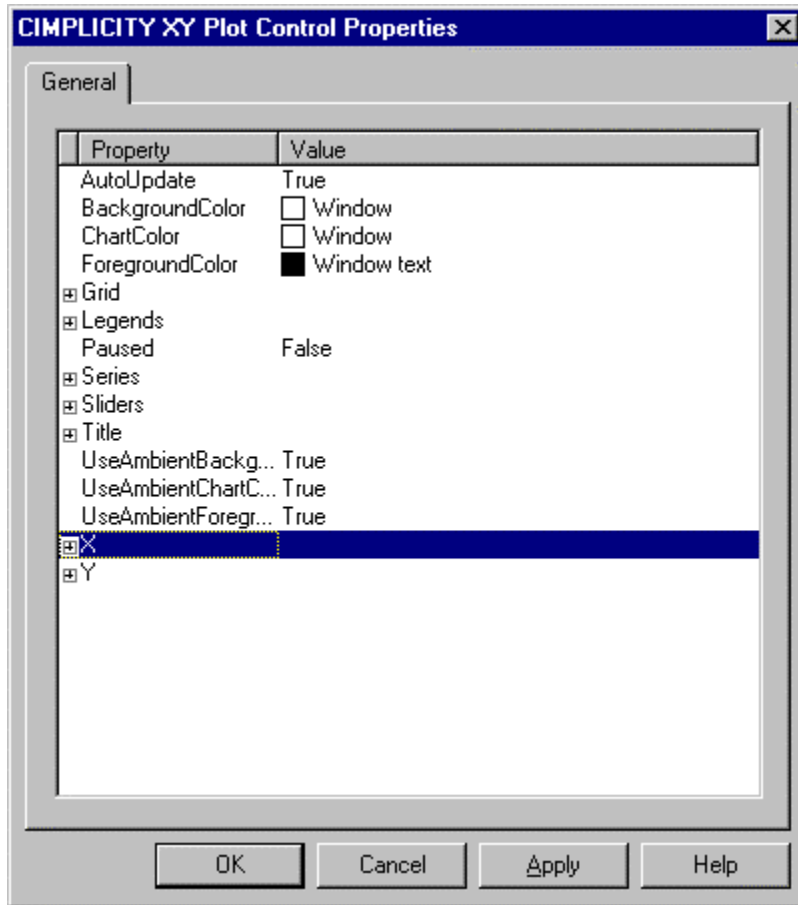 CIMPLICITY XY Plot Control Properties
General
Property Value
AutoUpdate True
BackgroundColor Window
ChartColor Window
ForegroundColor Window text
Grid
Legends
Paused False
Series
Sliders
Title
UseAmbientBackg... True
UseAmbientChartC... True
UseAmbientForegr... True
X
Y
OK Cancel Apply Help